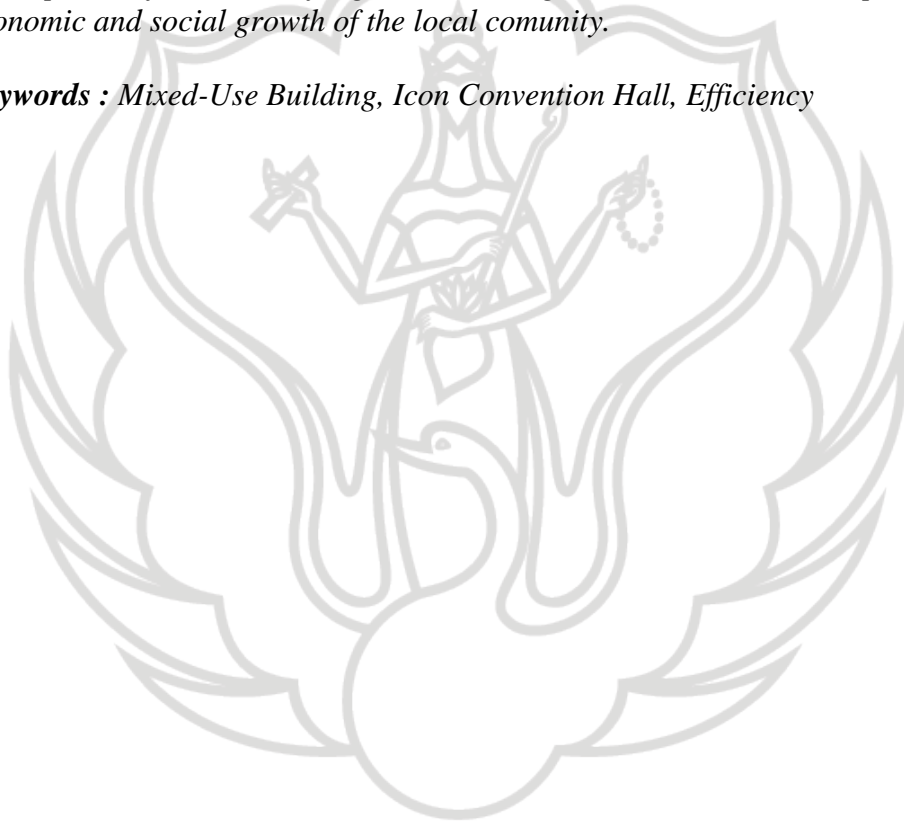 onomic and social growth of the local comunity.
ywords : Mixed-Use Building, Icon Convention Hall, Efficiency